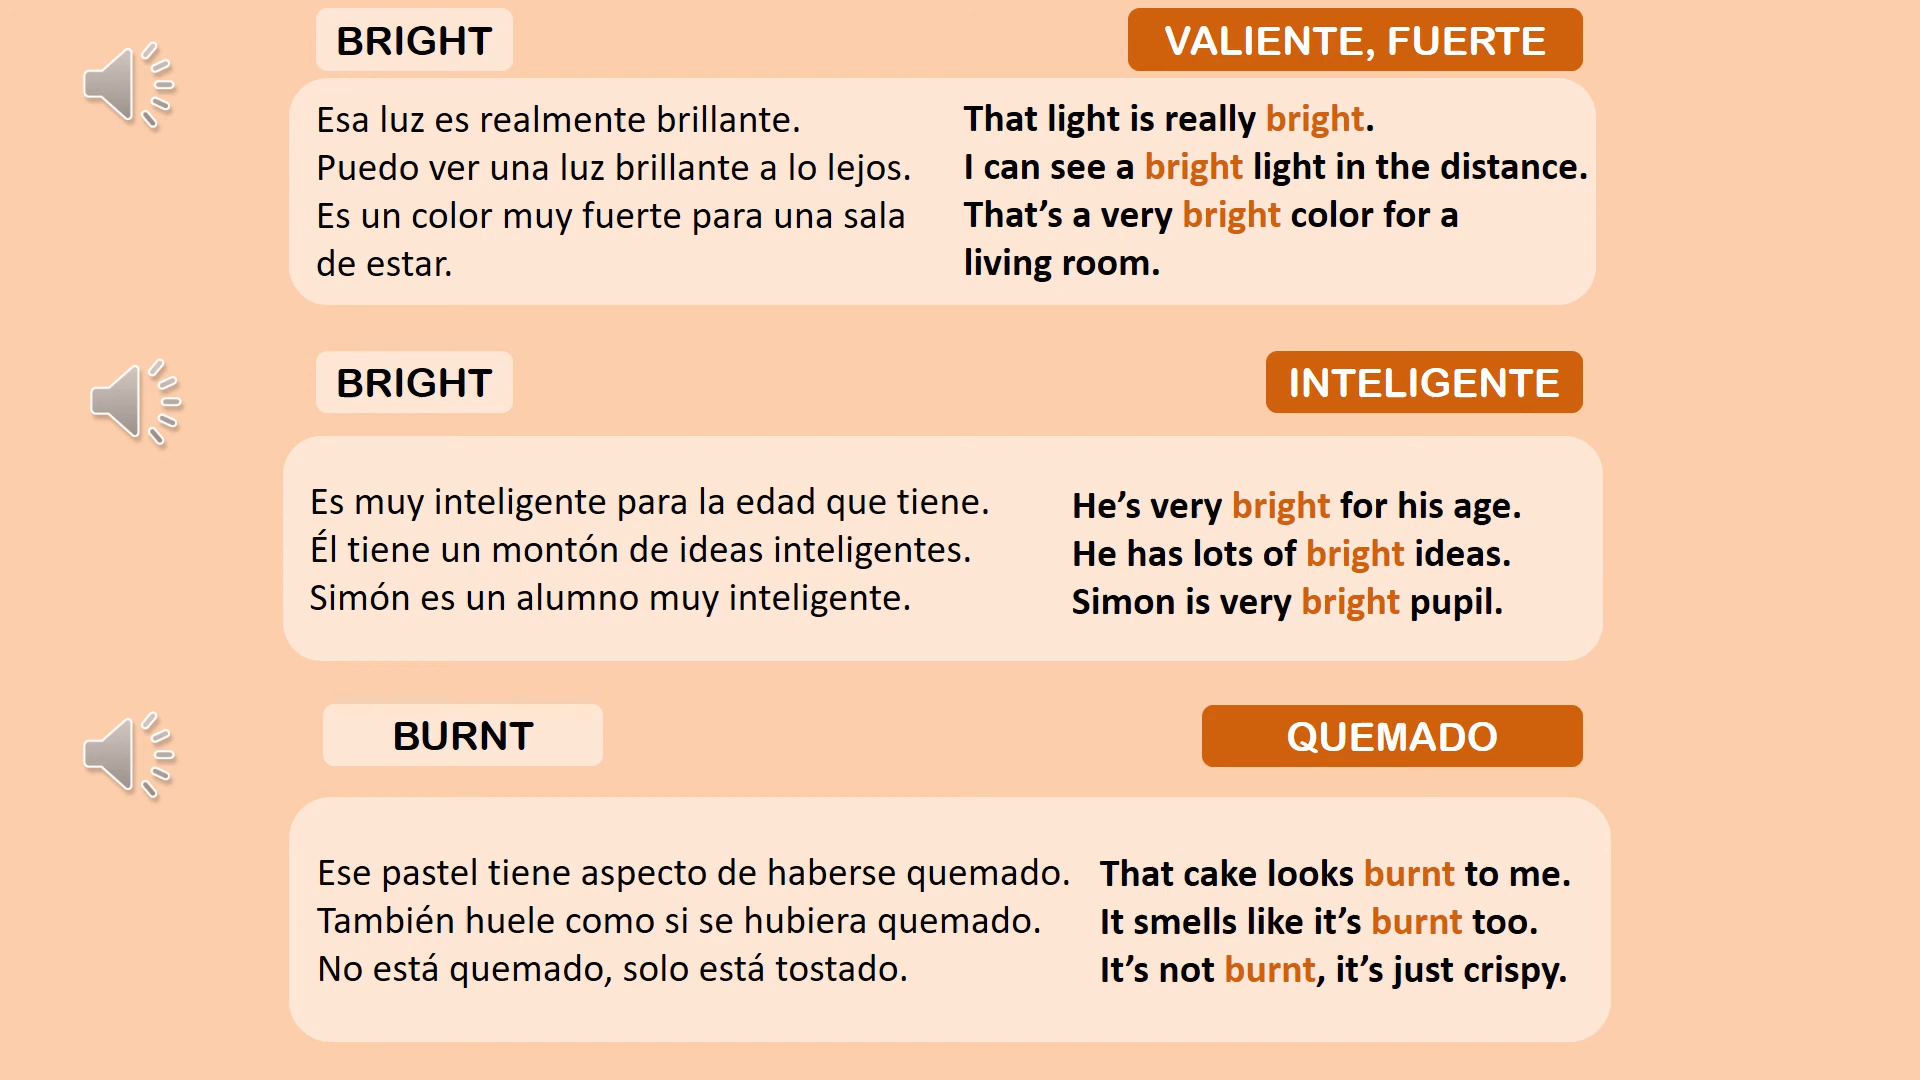 BRIGHT
VALIENTE, FUERTE
Esa luz es realmente brillante.
Puedo ver una luz brillante a lo lejos.
Es un color muy fuerte para una sala
de estar.
That light is really bright.
I can see a bright light in the distance.
That’s a very bright color for a
living room.
BRIGHT
INTELIGENTE
Es muy inteligente para la edad que tiene.
Él tiene un montón de ideas inteligentes.
Simón es un alumno muy inteligente.
He’s very bright for his age.
He has lots of bright ideas.
Simon is very bright pupil.
BURNT
QUEMADO
Ese pastel tiene aspecto de haberse quemado.
También huele como si se hubiera quemado.
No está quemado, solo está tostado.
That cake looks burnt to me.
It smells like it’s burnt too.
It’s not burnt, it’s just crispy.